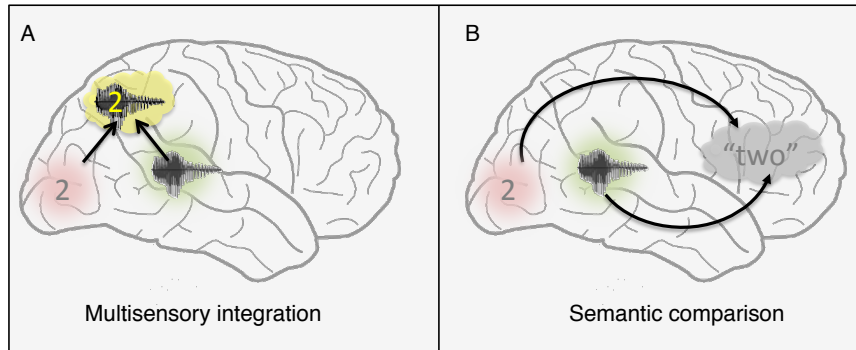 A
2
2
Multisensory integration
B
"two"
2
Semantic comparison